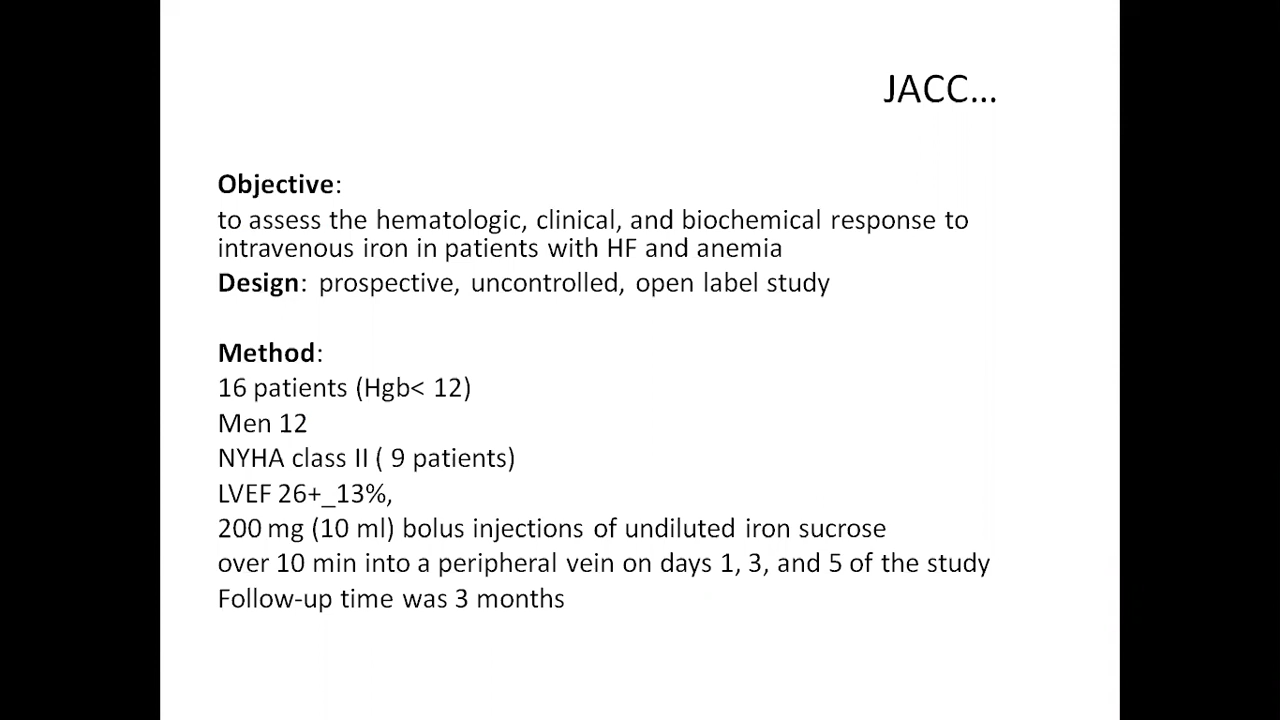 JACC...
Objective:
to assess the hematologic, clinical, and biochemical response to
intravenous iron in patients with HF and anemia
Design: prospective, uncontrolled, open label study
Method:
16 patients (Hgb< 12)
Men 12
NYHA class II ( 9 patients)
LVEF 26+_13%,
200 mg (10 ml) bolus injections of undiluted iron sucrose
over 10 min into a peripheral vein on days 1, 3, and 5 of the study
Follow-up time was 3 months